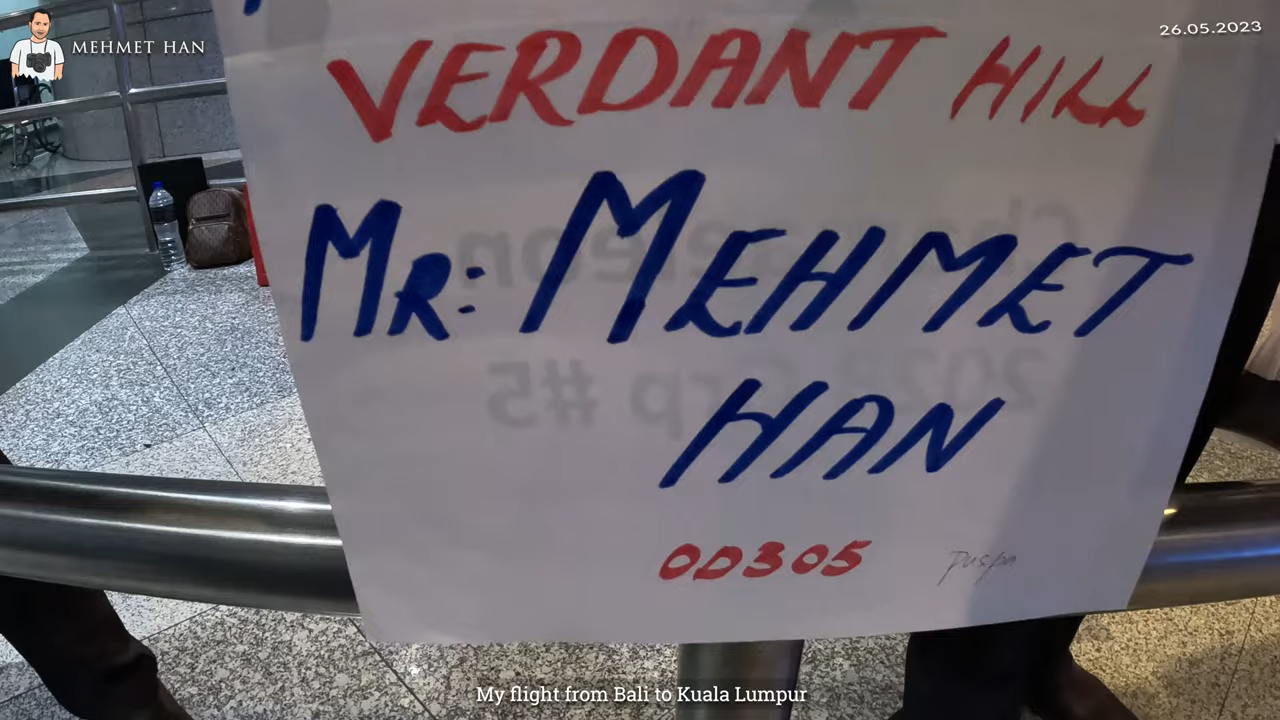 MEHMET HAN
26.05.2023
VERDANT HILL
MR: MEHMET
HAN
OD305
puspa
My flight from Bali to Kuala Lumpur